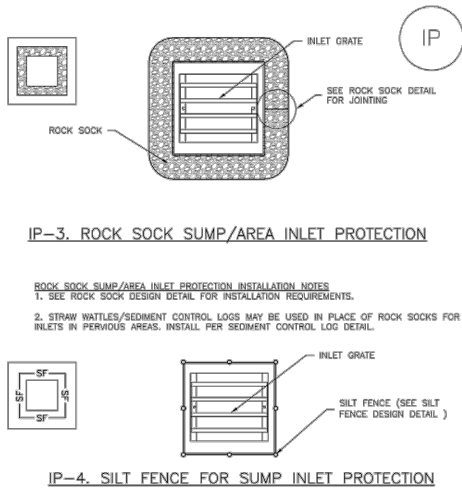 INLET GRATE
IP
SEE ROCK SOCK DETAIL
FOR JOINTING
ROCK SOCK
IP-3. ROCK SOCK SUMP/AREA INLET PROTECTION
ROCK SOCK SUMP/AREA INLET PROTECTION INSTALLATION NOTES
1. SEE ROCK SOCK DESIGN DETAIL FOR INSTALLATION REQUIREMENTS.
2. STRAW WATTLES/SEDIMENT CONTROL LOGS MAY BE USED IN PLACE OF ROCK SOCKS FOR
INLETS IN PERVIOUS AREAS. INSTALL PER SEDIMENT CONTROL LOG DETAIL.
INLET GRATE
SF
SF
SF
SF
SILT FENCE (SEE SILT
FENCE DESIGN DETAIL )
IP-4. SILT FENCE FOR SUMP INLET PROTECTION